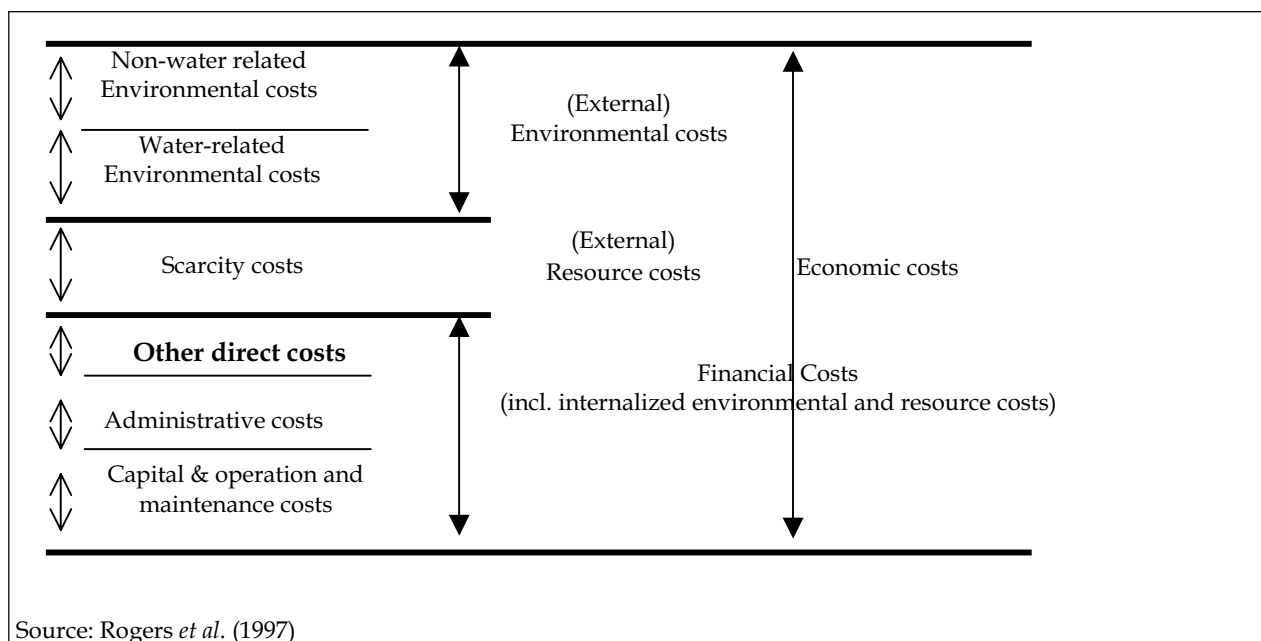 Non-water related
Environmental costs
(External)
Environmental costs
Water-related
Environmental costs
Scarcity costs
(External)
Resource costs
Economic costs
Other direct costs
Financial Costs
(incl. internalized environmental and resource costs)
Administrative costs
Capital & operation and
maintenance costs
Source: Rogers et al. (1997)